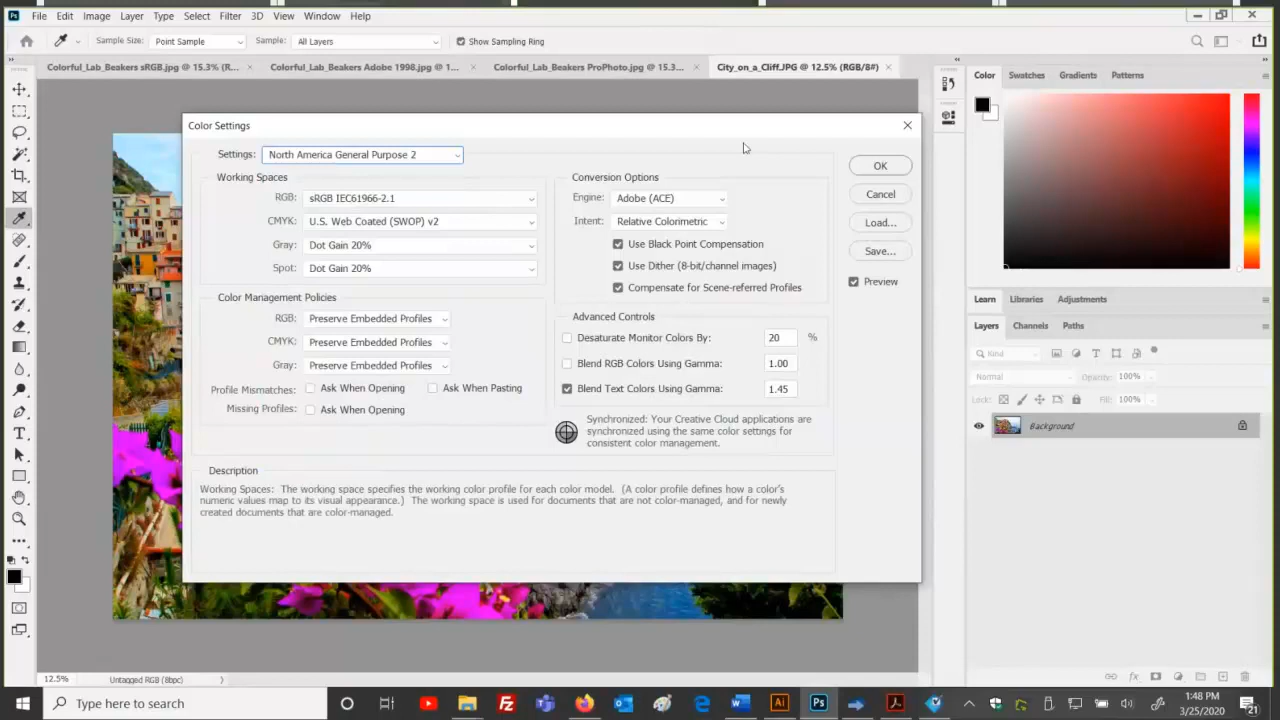 File Edit Image Layer Type Select Filter 3D View Window Help
Sample Size: Point Sample Sample: All Layers Show Sampling Ring
Colorful_Lab_Beakers sRGB.jpg @ 15.3% (R... × Colorful_Lab_Beakers Adobe 1998.jpg @ 1... × Colorful_Lab_Beakers ProPhoto.jpg @ 15.3... × City_on_a_Cliff.JPG @ 12.5% (RGB/8#) ×
Color Swatches Gradients Patterns
Color Settings
Settings: North America General Purpose 2
Working Spaces
RGB: sRGB IEC61966-2.1
CMYK: U.S. Web Coated (SWOP) v2
Gray: Dot Gain 20%
Spot: Dot Gain 20%
Color Management Policies
RGB: Preserve Embedded Profiles
CMYK: Preserve Embedded Profiles
Gray: Preserve Embedded Profiles
Profile Mismatches: Ask When Opening Ask When Pasting
Missing Profiles: Ask When Opening
Conversion Options
Engine: Adobe (ACE)
Intent: Relative Colorimetric
Use Black Point Compensation
Use Dither (8-bit/channel images)
Compensate for Scene-referred Profiles
Advanced Controls
Desaturate Monitor Colors By: 20 %
Blend RGB Colors Using Gamma: 1.00
Blend Text Colors Using Gamma: 1.45
Synchronized: Your Creative Cloud applications are
synchronized using the same color settings for
consistent color management.
OK
Cancel
Load...
Save...
Preview
Description
Working Spaces: The working space specifies the working color profile for each color model. (A color profile defines how a color's
numeric values map to its visual appearance.) The working space is used for documents that are not color-managed, and for newly
created documents that are color-managed.
Learn Libraries Adjustments
Layers Channels Paths
Kind
Normal Opacity: 100%
Lock: Fill: 100%
Background
12.5% Untagged RGB (8bpc)
Type here to search
1:48 PM
3/25/2020
21